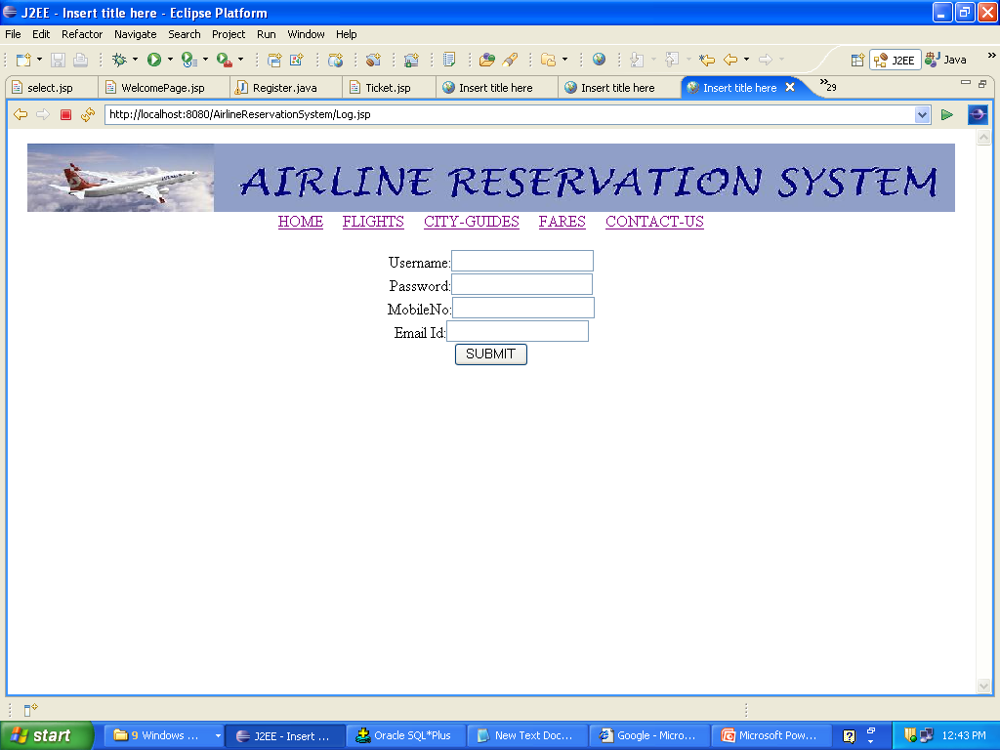 J2EE - Insert title here - Eclipse Platform
File Edit Refactor Navigate Search Project Run Window Help
J2EE Java »
select.jsp WelcomePage.jsp Register.java Ticket.jsp Insert title here Insert title here Insert title here »29
http://localhost:8080/AirlineReservationSystem/Log.jsp
AIRLINE RESERVATION SYSTEM
HOME FLIGHTS CITY-GUIDES FARES CONTACT-US
Username:
Password:
MobileNo:
Email Id:
SUBMIT
start 9 Windows ... J2EE - Insert ... Oracle SQL*Plus New Text Doc... Google - Micro... Microsoft Pow... 12:43 PM